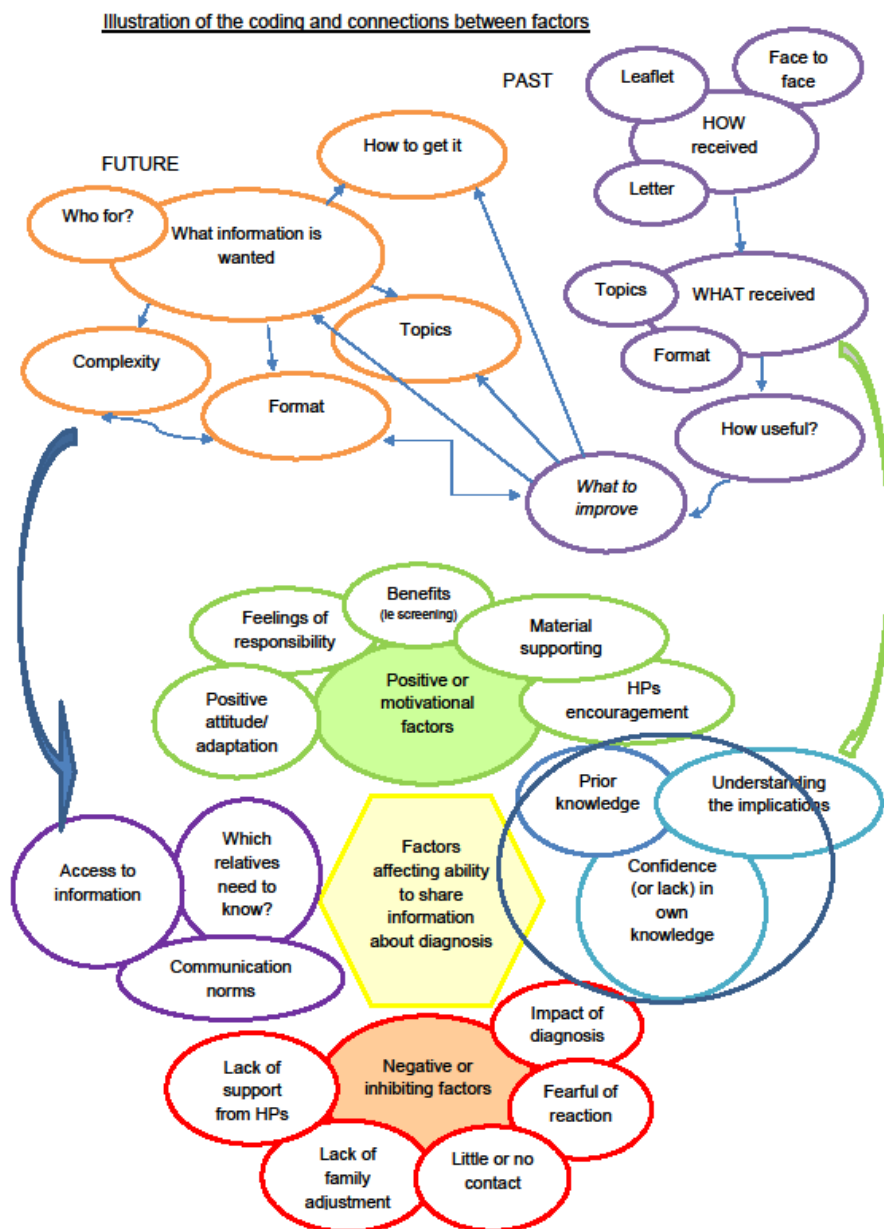 Illustration of the coding and connections between factors
PAST
Leaflet
Face to
face
HOW
received
Letter
FUTURE
How to get it
Who for?
What information is
wanted
Topics
WHAT received
Format
Topics
Complexity
Format
How useful?
What to
improve
Benefits
(ie screening)
Feelings of
responsibility
Material
supporting
Positive or
motivational
factors
HPs
encouragement
Positive
attitude/
adaptation
Prior
knowledge
Understanding
the implications
Which
relatives
need to
know?
Access to
information
Factors
affecting ability
to share
information
about diagnosis
Confidence
(or lack) in
own
knowledge
Communication
norms
Impact of
diagnosis
Negative or
inhibiting factors
Lack of
support
from HPs
Fearful of
reaction
Lack of
family
adjustment
Little or no
contact